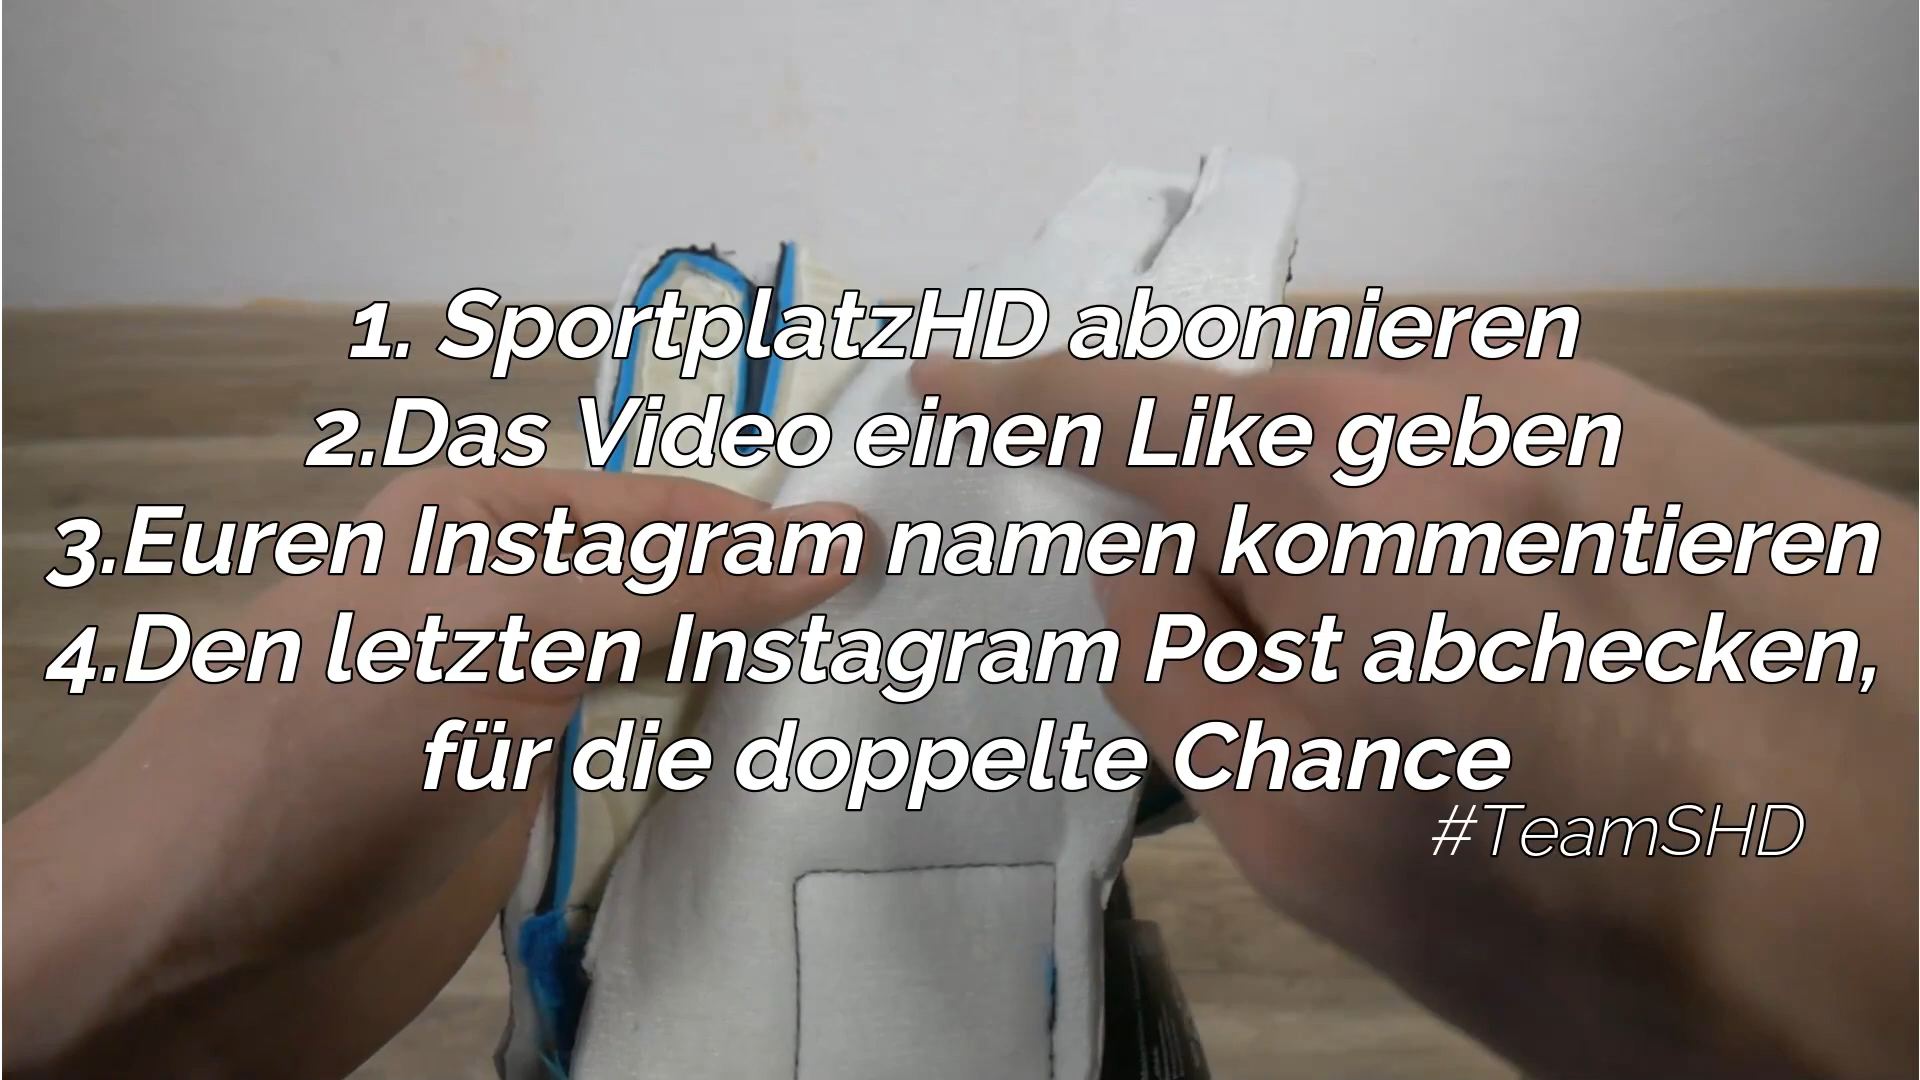 1. SportplatzHD abonnieren
2.Das Video einen Like geben
3.Euren Instagram namen kommentieren
4.Den letzten Instagram Post abchecken,
für die doppelte Chance
#TeamSHD